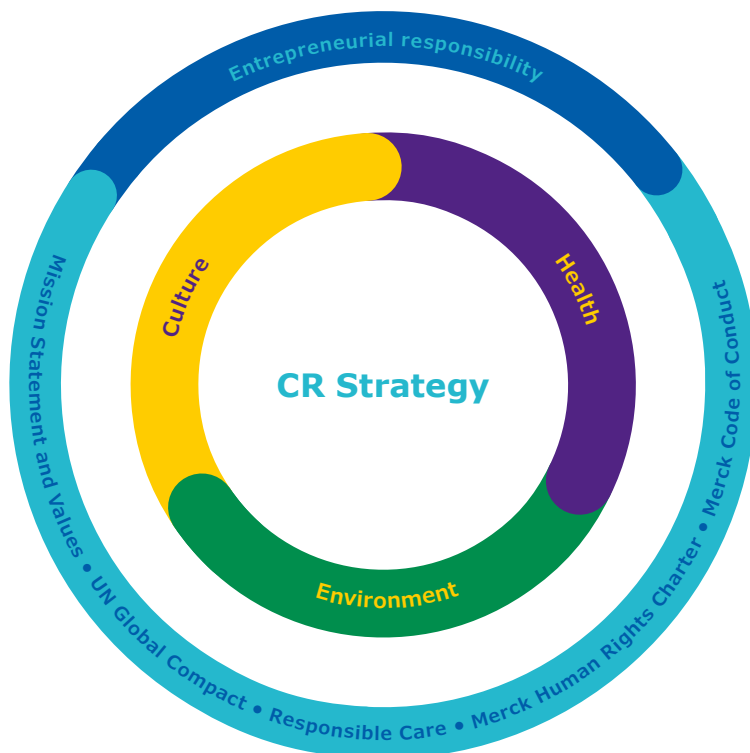 Entrepreneurial responsibility
Culture
Health
CR Strategy
Environment
Mission Statement and Values • UN Global Compact • Responsible Care • Merck Human Rights Charter • Merck Code of Conduct